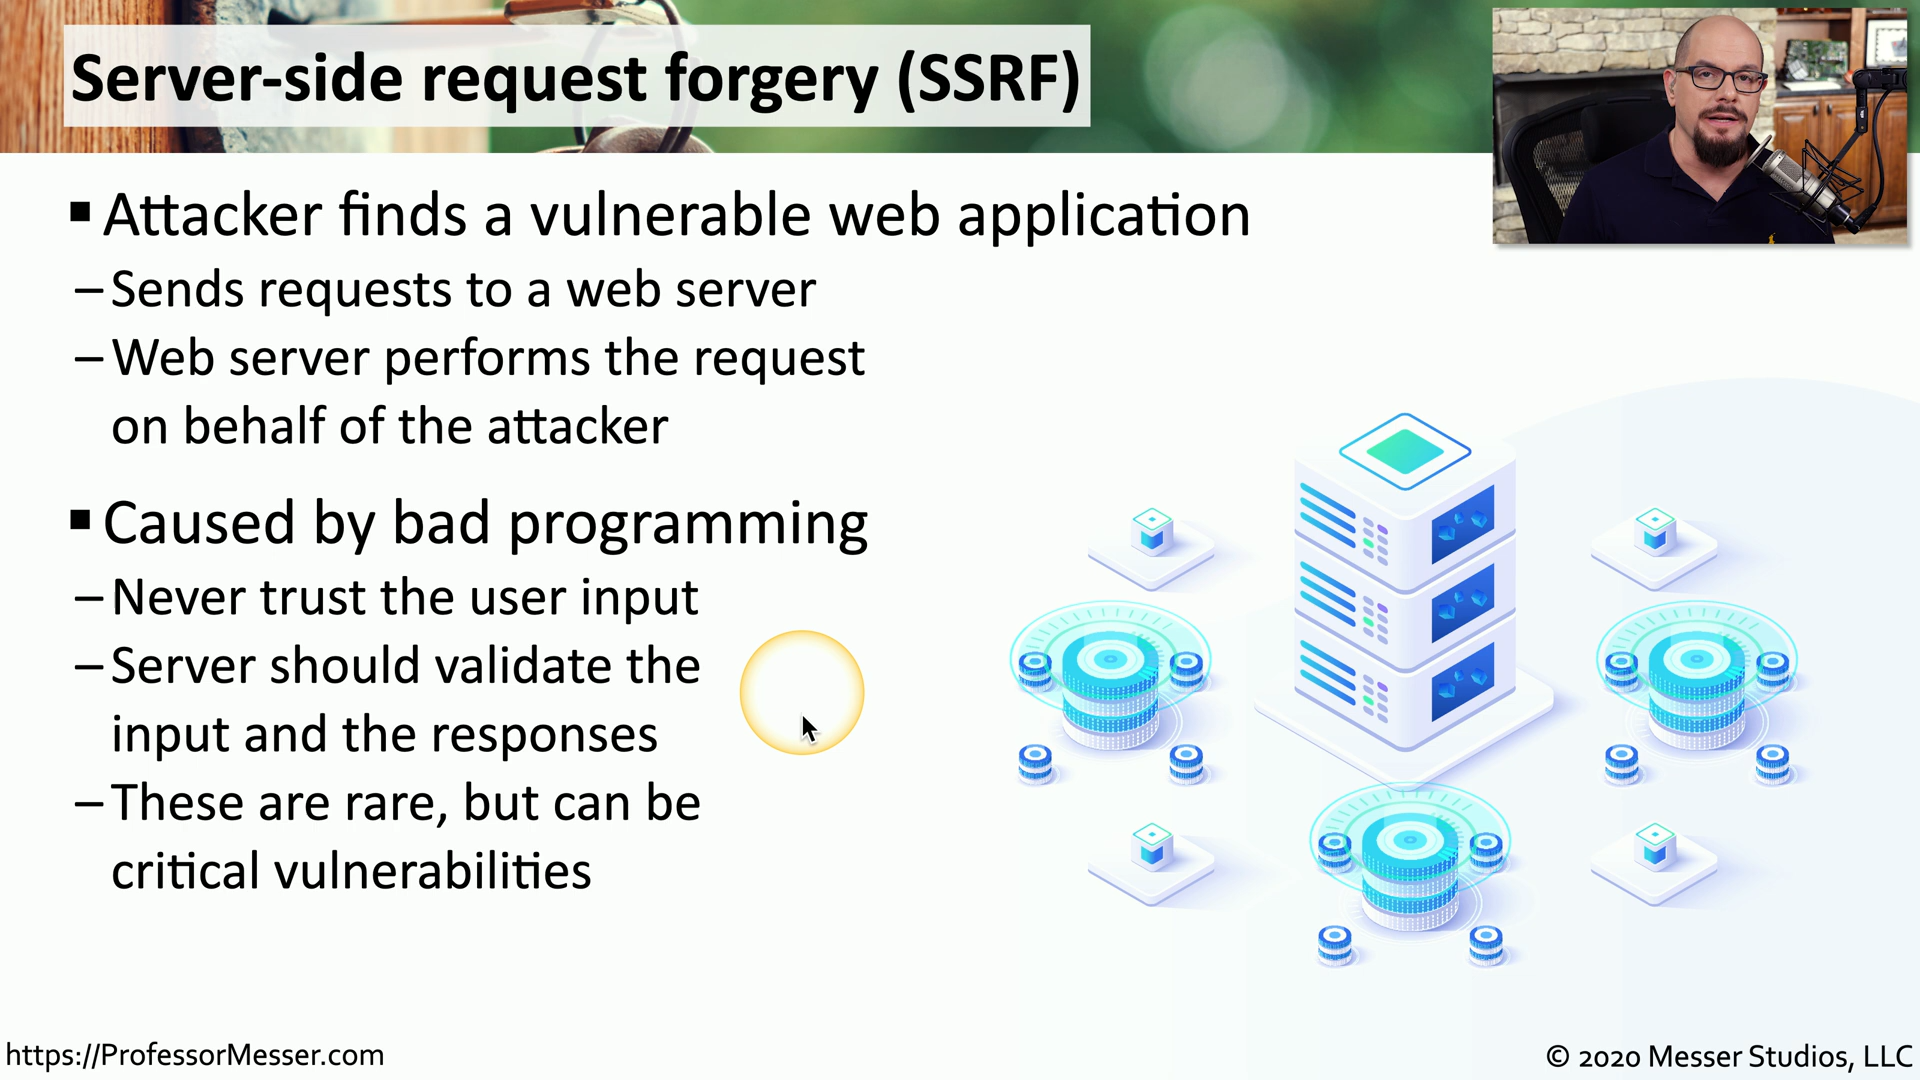 Server-side request forgery (SSRF)
▪ Attacker finds a vulnerable web application
– Sends requests to a web server
– Web server performs the request
on behalf of the attacker
▪ Caused by bad programming
– Never trust the user input
– Server should validate the
input and the responses
– These are rare, but can be
critical vulnerabilities
https://ProfessorMesser.com
© 2020 Messer Studios, LLC